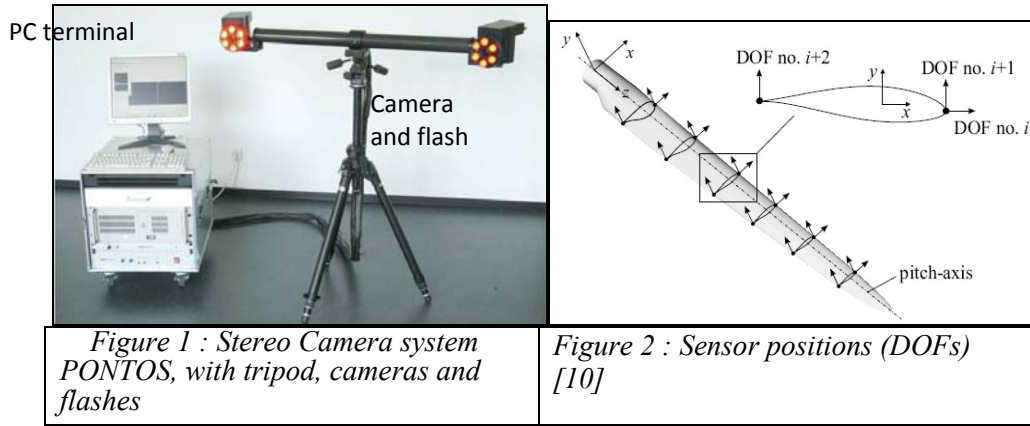 PC terminal
Camera
and flash
y
x
z
DOF no. i+2
y
x
DOF no. i+1
DOF no. i
pitch-axis
Figure 1 : Stereo Camera system
PONTOS, with tripod, cameras and
flashes
Figure 2 : Sensor positions (DOFs)
[10]